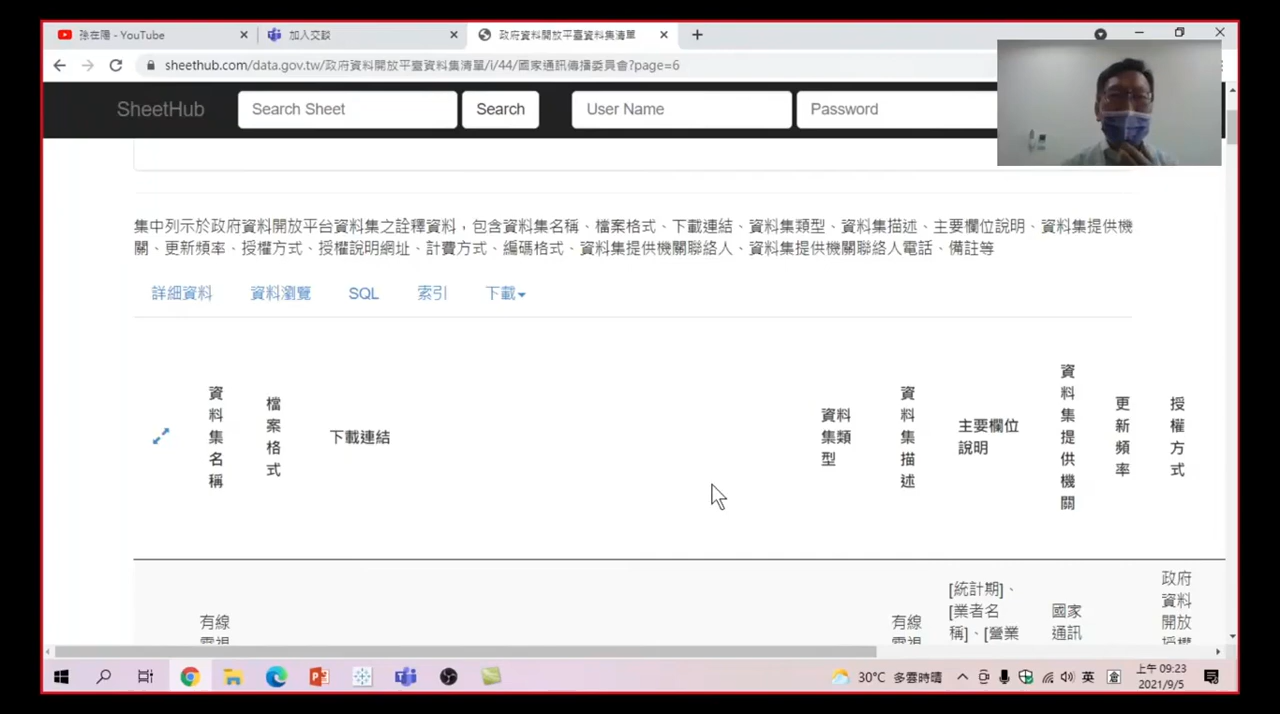 孫在陽 - YouTube
加入交談
政府資料開放平臺資料集清單
sheethub.com/data.gov.tw/政府資料開放平臺資料集清單/i/44/國家通訊傳播委員會?page=6
SheetHub
Search Sheet
Search
User Name
Password
集中列示於政府資料開放平台資料集之詮釋資料，包含資料集名稱、檔案格式、下載連結、資料集類型、資料集描述、主要欄位說明、資料集提供機
關、更新頻率、授權方式、授權說明網址、計費方式、編碼格式、資料集提供機關聯絡人、資料集提供機關聯絡人電話、備註等
詳細資料
資料瀏覽
SQL
索引
下載
資料集名稱
檔案格式
下載連結
資料
集類
型
資料集描述
主要欄位
說明
資料集提供機關
更新頻率
授權方式
有線
電視
有線
電視
[統計期]、
[業者名
稱]、[營業
國家
通訊
政府
資料
開放
授權
30°C 多雲時晴
英
倉
上午 09:23
2021/9/5